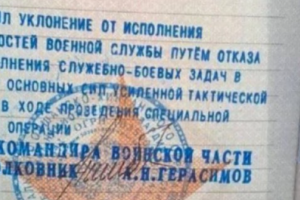 Л УКЛОНЕНИЕ ОТ ИСПОЛНЕНИЯ
ОСТЕЙ ВОЕННОЙ СЛУЖБЫ ПУТЁМ ОТКАЗА
ЛНЕНИЯ СЛУЖЕБНО-БОЕВЫХ ЗАДАЧ В
ОСНОВНЫХ СИЛ УСИЛЕННОЙ ТАКТИЧЕСКОЙ
В ХОДЕ ПРОВЕДЕНИЯ СПЕЦИАЛЬНОЙ
ОПЕРАЦИИ
КОМАНДИРА ВОИНСКОЙ ЧАСТИ
ОЛКОВНИК А.Н.ГЕРАСИМОВ